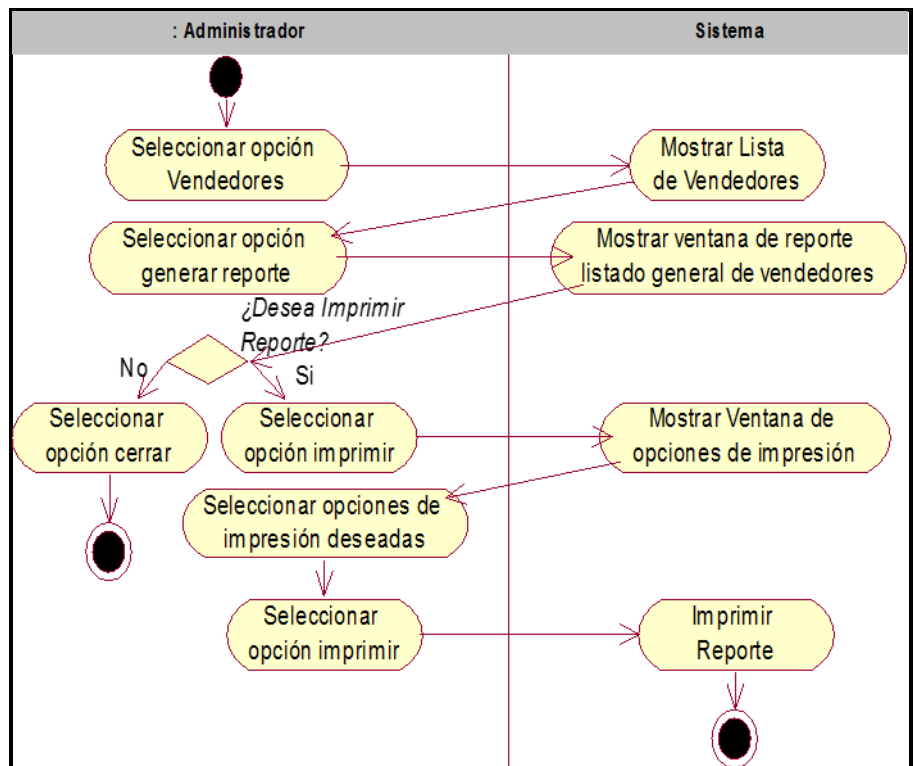 : Administrador
Sistema
Seleccionar opción
Vendedores
Mostrar Lista
de Vendedores
Seleccionar opción
generar reporte
Mostrar ventana de reporte
listado general de vendedores
¿Desea Imprimir
Reporte?
No
Si
Seleccionar
opción cerrar
Seleccionar
opción imprimir
Mostrar Ventana de
opciones de impresión
Seleccionar opciones de
impresión deseadas
Seleccionar
opción imprimir
Imprimir
Reporte